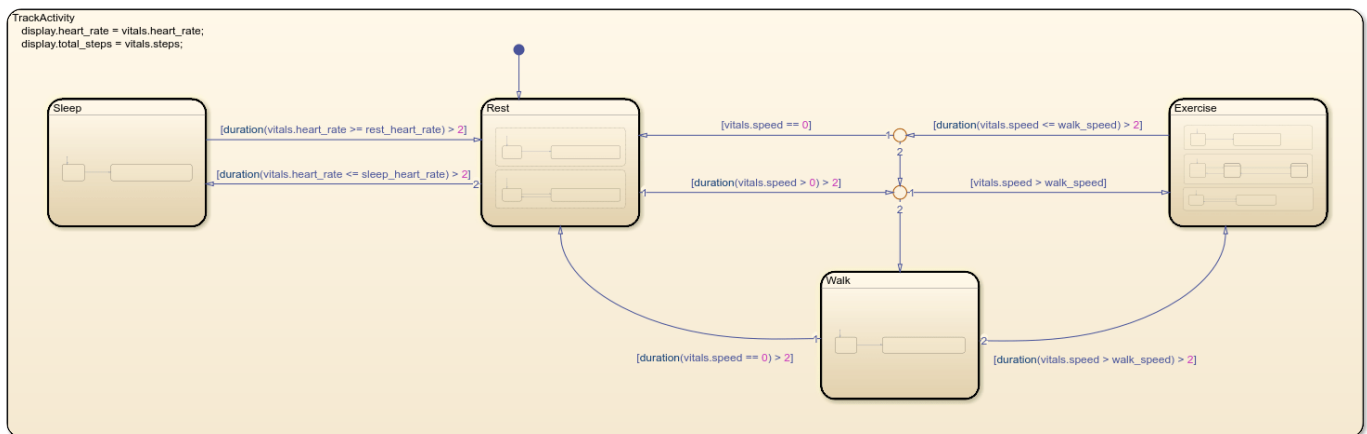 TrackActivity
display.heart_rate = vitals.heart_rate;
display.total_steps = vitals.steps;
Sleep
Rest
Exercise
[duration(vitals.heart_rate >= rest_heart_rate) > 2]
[vitals.speed == 0]
1
[duration(vitals.speed <= walk_speed) > 2]
2
[duration(vitals.heart_rate <= sleep_heart_rate) > 2]
2
[duration(vitals.speed > 0) > 2]
[vitals.speed > walk_speed]
1
1
2
Walk
1
2
[duration(vitals.speed == 0) > 2]
[duration(vitals.speed > walk_speed) > 2]